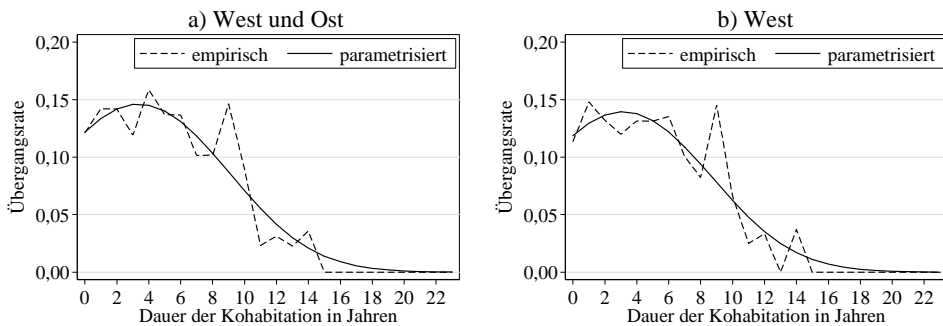 a) West und Ost
0,20
empirisch
parametrisiert
0,15
0,10
0,05
0,00
Übergangsrate
0 2 4 6 8 10 12 14 16 18 20 22
Dauer der Kohabitation in Jahren
b) West
0,20
empirisch
parametrisiert
0,15
0,10
0,05
0,00
Übergangsrate
0 2 4 6 8 10 12 14 16 18 20 22
Dauer der Kohabitation in Jahren